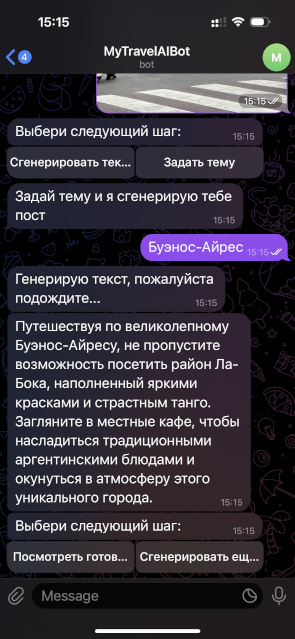 15:15
4
MyTravelAIBot
bot
M
15:15
Выбери следующий шаг:
15:15
Сгенерировать тек...
Задать тему
Задай тему и я сгенерирую тебе
пост
15:15
Буэнос-Айрес 15:15
Генерирую текст, пожалуйста
подождите...
15:15
Путешествуя по великолепному
Буэнос-Айресу, не пропустите
возможность посетить район Ла-
Бока, наполненный яркими
красками и страстным танго.
Загляните в местные кафе, чтобы
насладиться традиционными
аргентинскими блюдами и
окунуться в атмосферу этого
уникального города.
15:15
Выбери следующий шаг:
15:15
Посмотреть готов...
Сгенерировать ещ...
Message